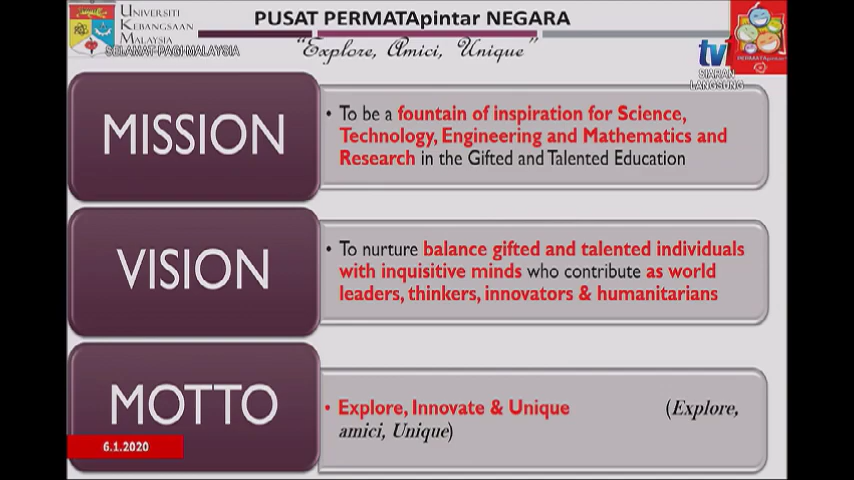 UNIVERSITI
KEBANGSAAN
MALAYSIA
SELAMAT PAGI MALAYSIA
PUSAT PERMATApintar NEGARA
"Explore, Amici, Unique"
tv1
SIARAN
LANGSUNG
PERMATApintar
MISSION
• To be a fountain of inspiration for Science,
Technology, Engineering and Mathematics and
Research in the Gifted and Talented Education
VISION
• To nurture balance gifted and talented individuals
with inquisitive minds who contribute as world
leaders, thinkers, innovators & humanitarians
MOTTO
• Explore, Innovate & Unique (Explore,
amici, Unique)
6.1.2020